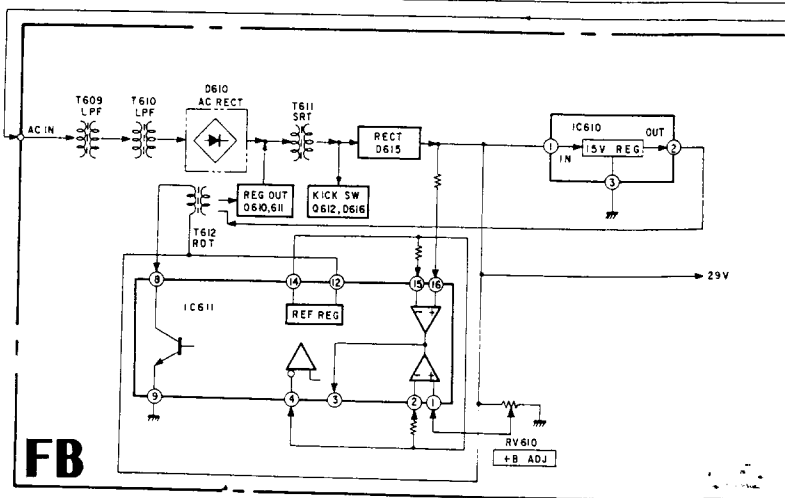 D610
AC RECT
T609
LPF
T610
LPF
T611
SRT
AC IN
RECT
D615
IC610
OUT
1
15V REG
2
IN
3
REG OUT
Q610,611
KICK SW
Q612,D616
T612
RDT
29V
8
14
12
15
16
IC611
REF REG
-
+
-
+
9
4
3
2
1
RV610
+B ADJ
FB